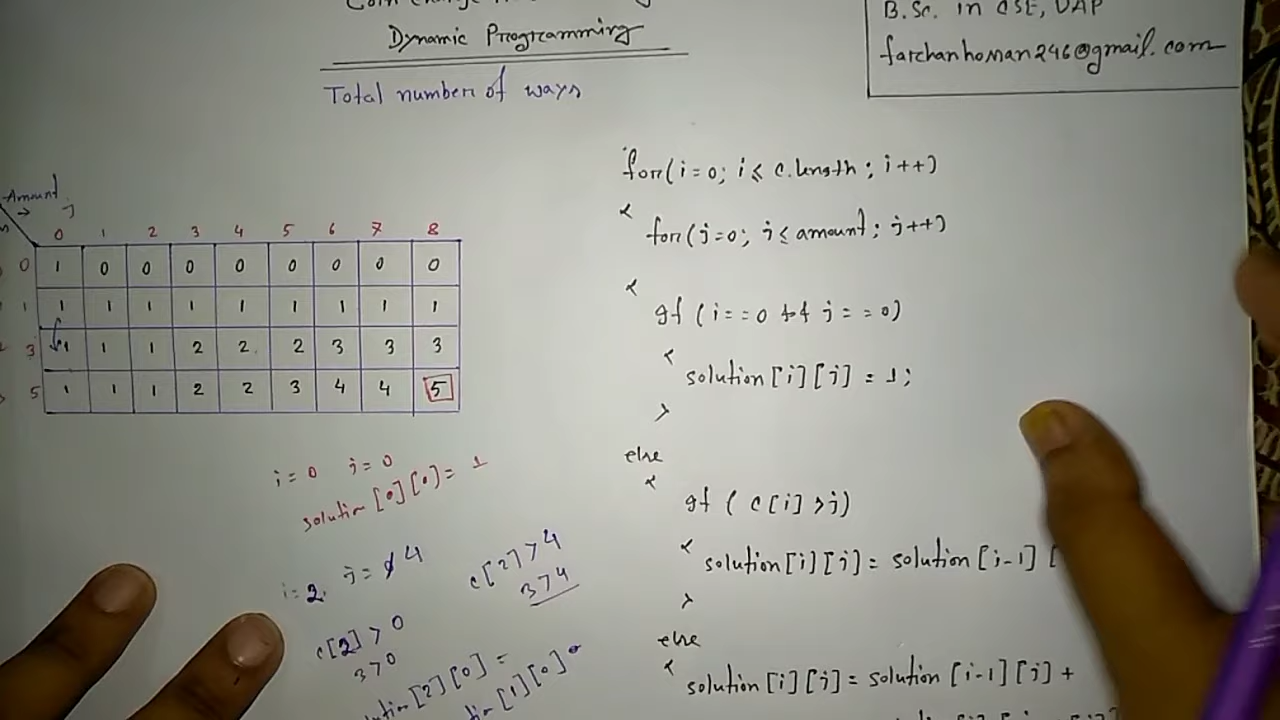 Dynamic Programming
Total number of ways
B.Sc. in CSE, UAP
farhanhoman246@gmail.com
Amount
→ j
0 1 2 3 4 5 6 7 8
0 1 0 0 0 0 0 0 0 0
1 1 1 1 1 1 1 1 1 1
3 1 1 1 2 2 2 3 3 3
5 1 1 1 2 2 3 4 4 5
i = 0 j = 0
solution [0][0] = 1
i = 2, j = 4
c[2] > 4
3 > 4
c[2] > 0
3 > 0
[2][0] =
[1][0]
for(i=0; i ≤ c.length; i++)
{
for(j=0; j ≤ amount; j++)
{
if (i==0 && j==0)
{
solution [i][j] = 1;
}
else
{
if ( c[i] > j)
{
solution[i][j] = solution [i-1] [
}
else
{
solution [i][j] = solution [i-1][j] +